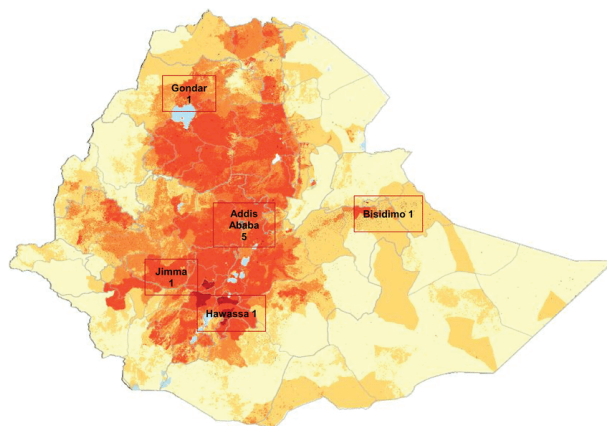 Gondar
1
Bisidimo 1
Addis
Ababa
5
Jimma
1
Hawassa 1